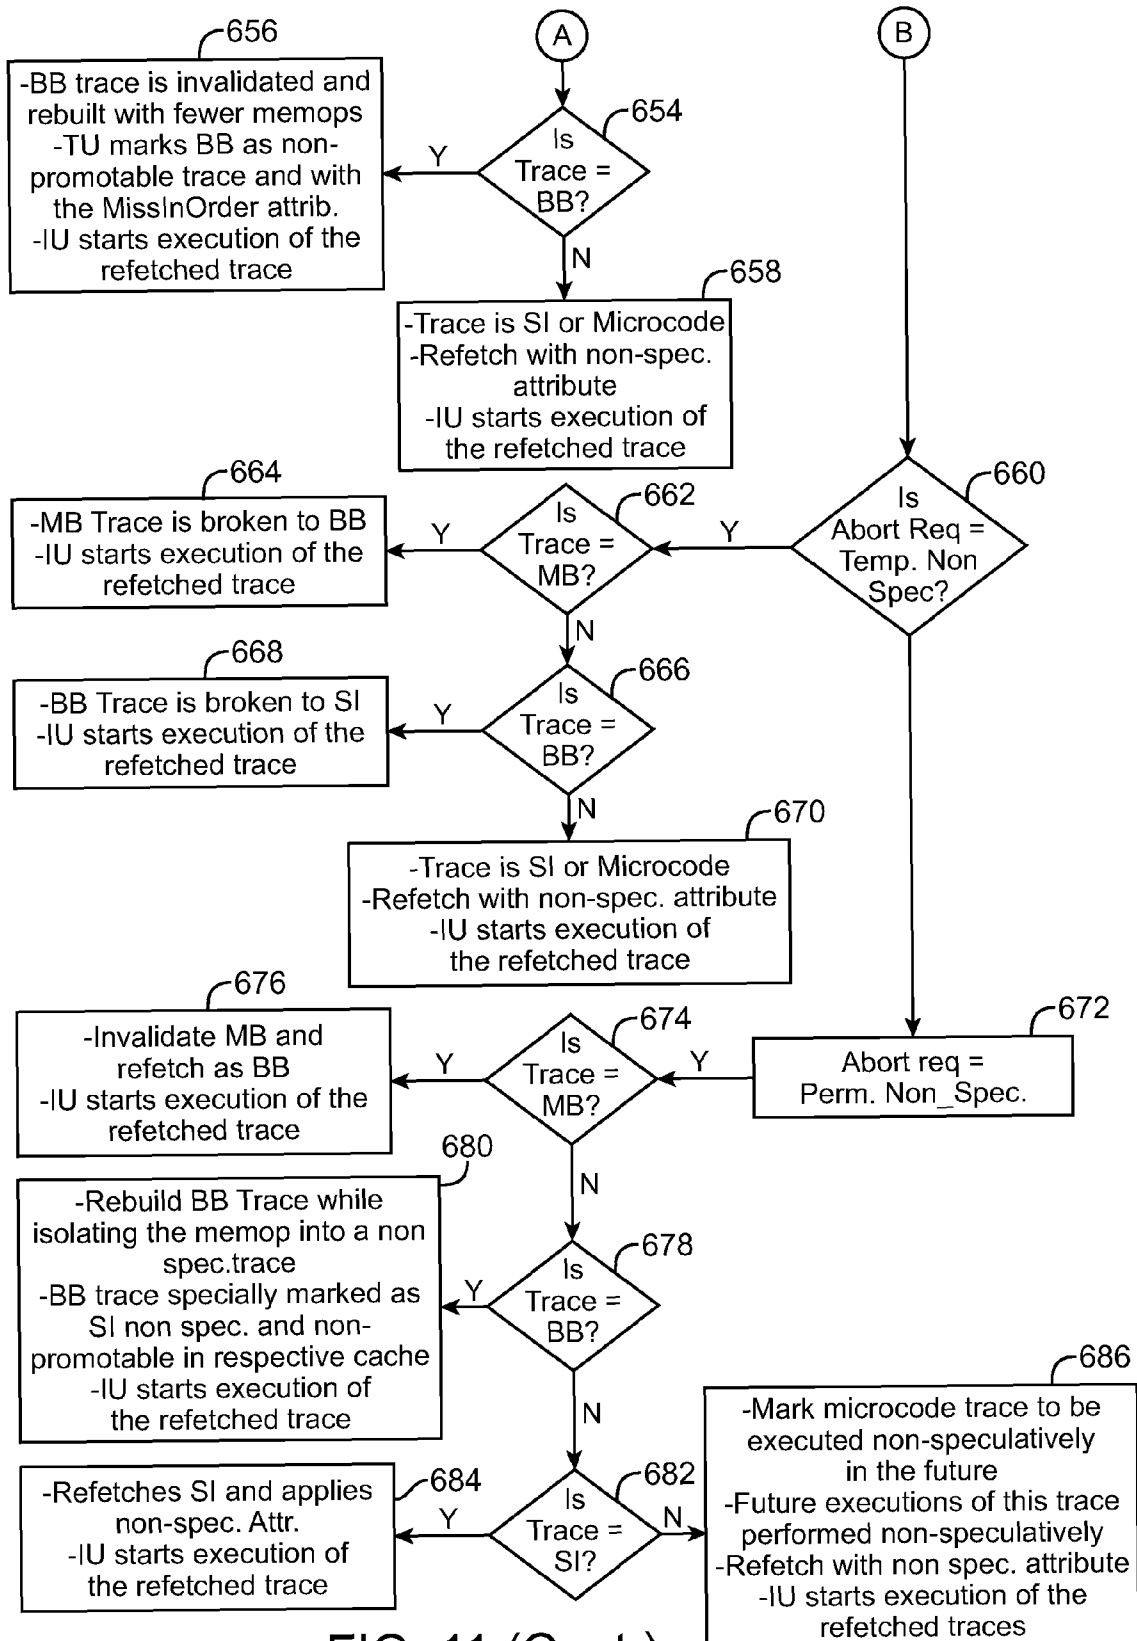 656
-BB trace is invalidated and
rebuilt with fewer memops
-TU marks BB as non-
promotable trace and with
the MissInOrder attrib.
-IU starts execution of the
refetched trace
A
654
Is
Trace =
BB?
Y
N
658
-Trace is SI or Microcode
-Refetch with non-spec.
attribute
-IU starts execution of
the refetched trace
B
660
Is
Abort Req =
Temp. Non
Spec?
Y
662
Is
Trace =
MB?
Y
N
664
-MB Trace is broken to BB
-IU starts execution of the
refetched trace
666
Is
Trace =
BB?
Y
N
668
-BB Trace is broken to SI
-IU starts execution of the
refetched trace
670
-Trace is SI or Microcode
-Refetch with non-spec. attribute
-IU starts execution of
the refetched trace
672
Abort req =
Perm. Non_Spec.
Y
674
Is
Trace =
MB?
Y
N
676
-Invalidate MB and
refetch as BB
-IU starts execution of the
refetched trace
678
Is
Trace =
BB?
Y
N
680
-Rebuild BB Trace while
isolating the memop into a non
spec.trace
-BB trace specially marked as
SI non spec. and non-
promotable in respective cache
-IU starts execution of
the refetched trace
682
Is
Trace =
SI?
Y
N
684
-Refetches SI and applies
non-spec. Attr.
-IU starts execution of
the refetched trace
686
-Mark microcode trace to be
executed non-speculatively
in the future
-Future executions of this trace
performed non-speculatively
-Refetch with non spec. attribute
-IU starts execution of the
refetched traces
FIG. 11 (Cont.)